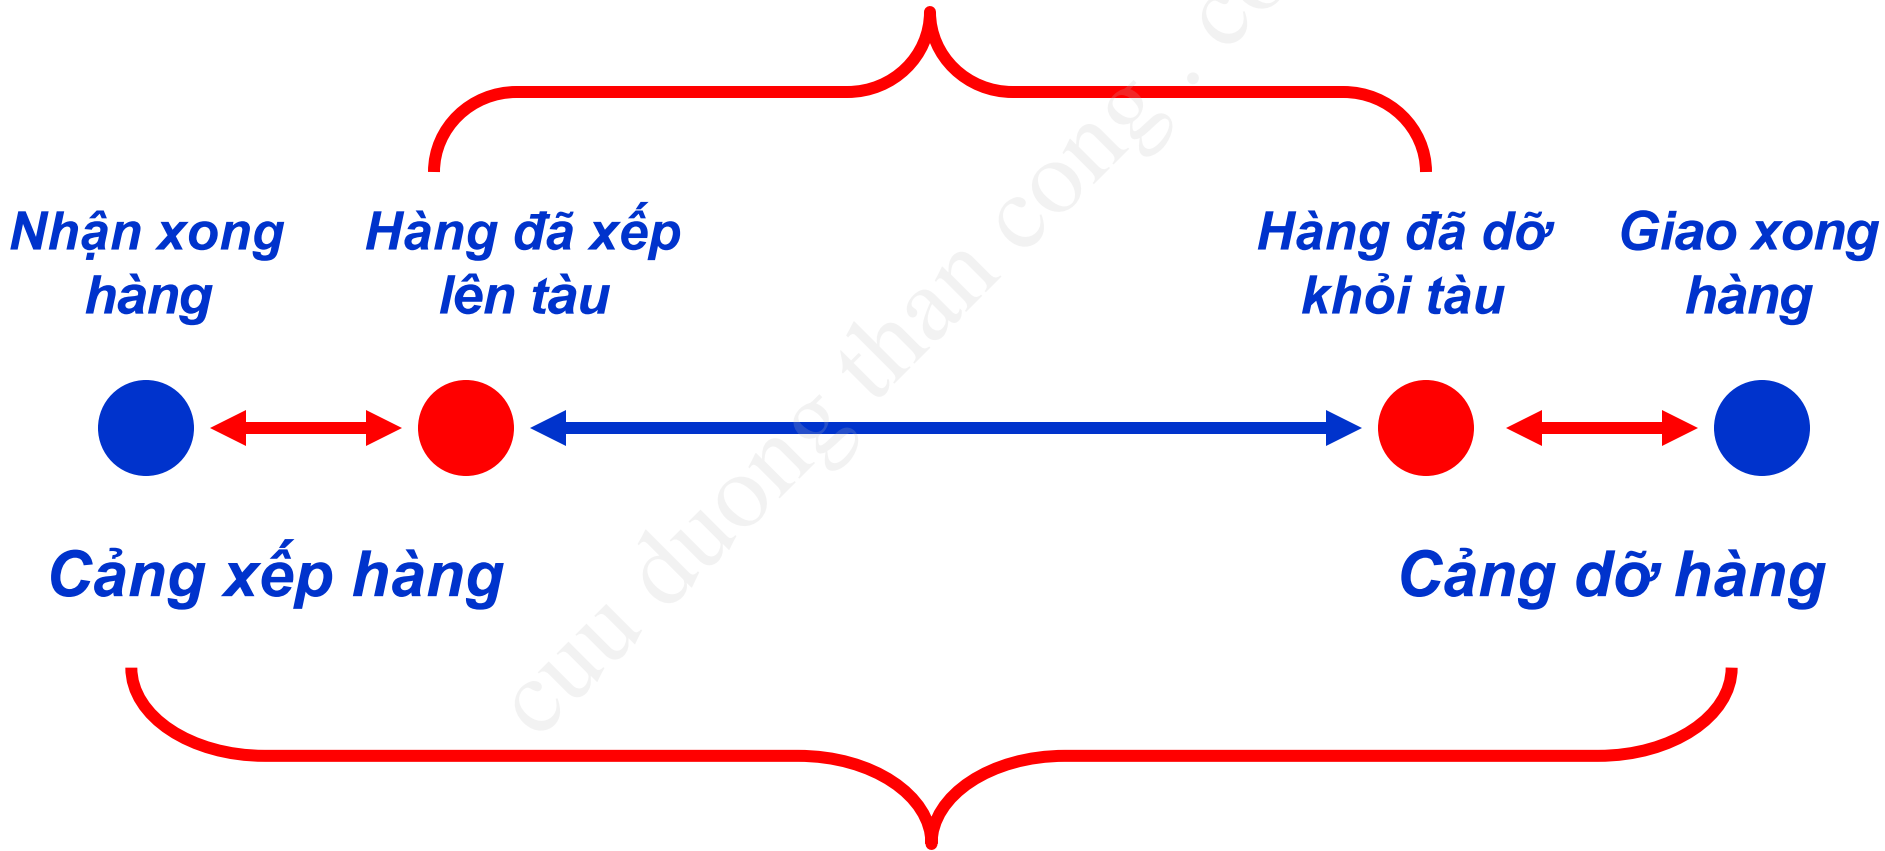 Nhận xong
hàng
Hàng đã xếp
lên tàu
Hàng đã dỡ
khỏi tàu
Giao xong
hàng
Cảng xếp hàng
Cảng dỡ hàng
cuu duong than cong . co